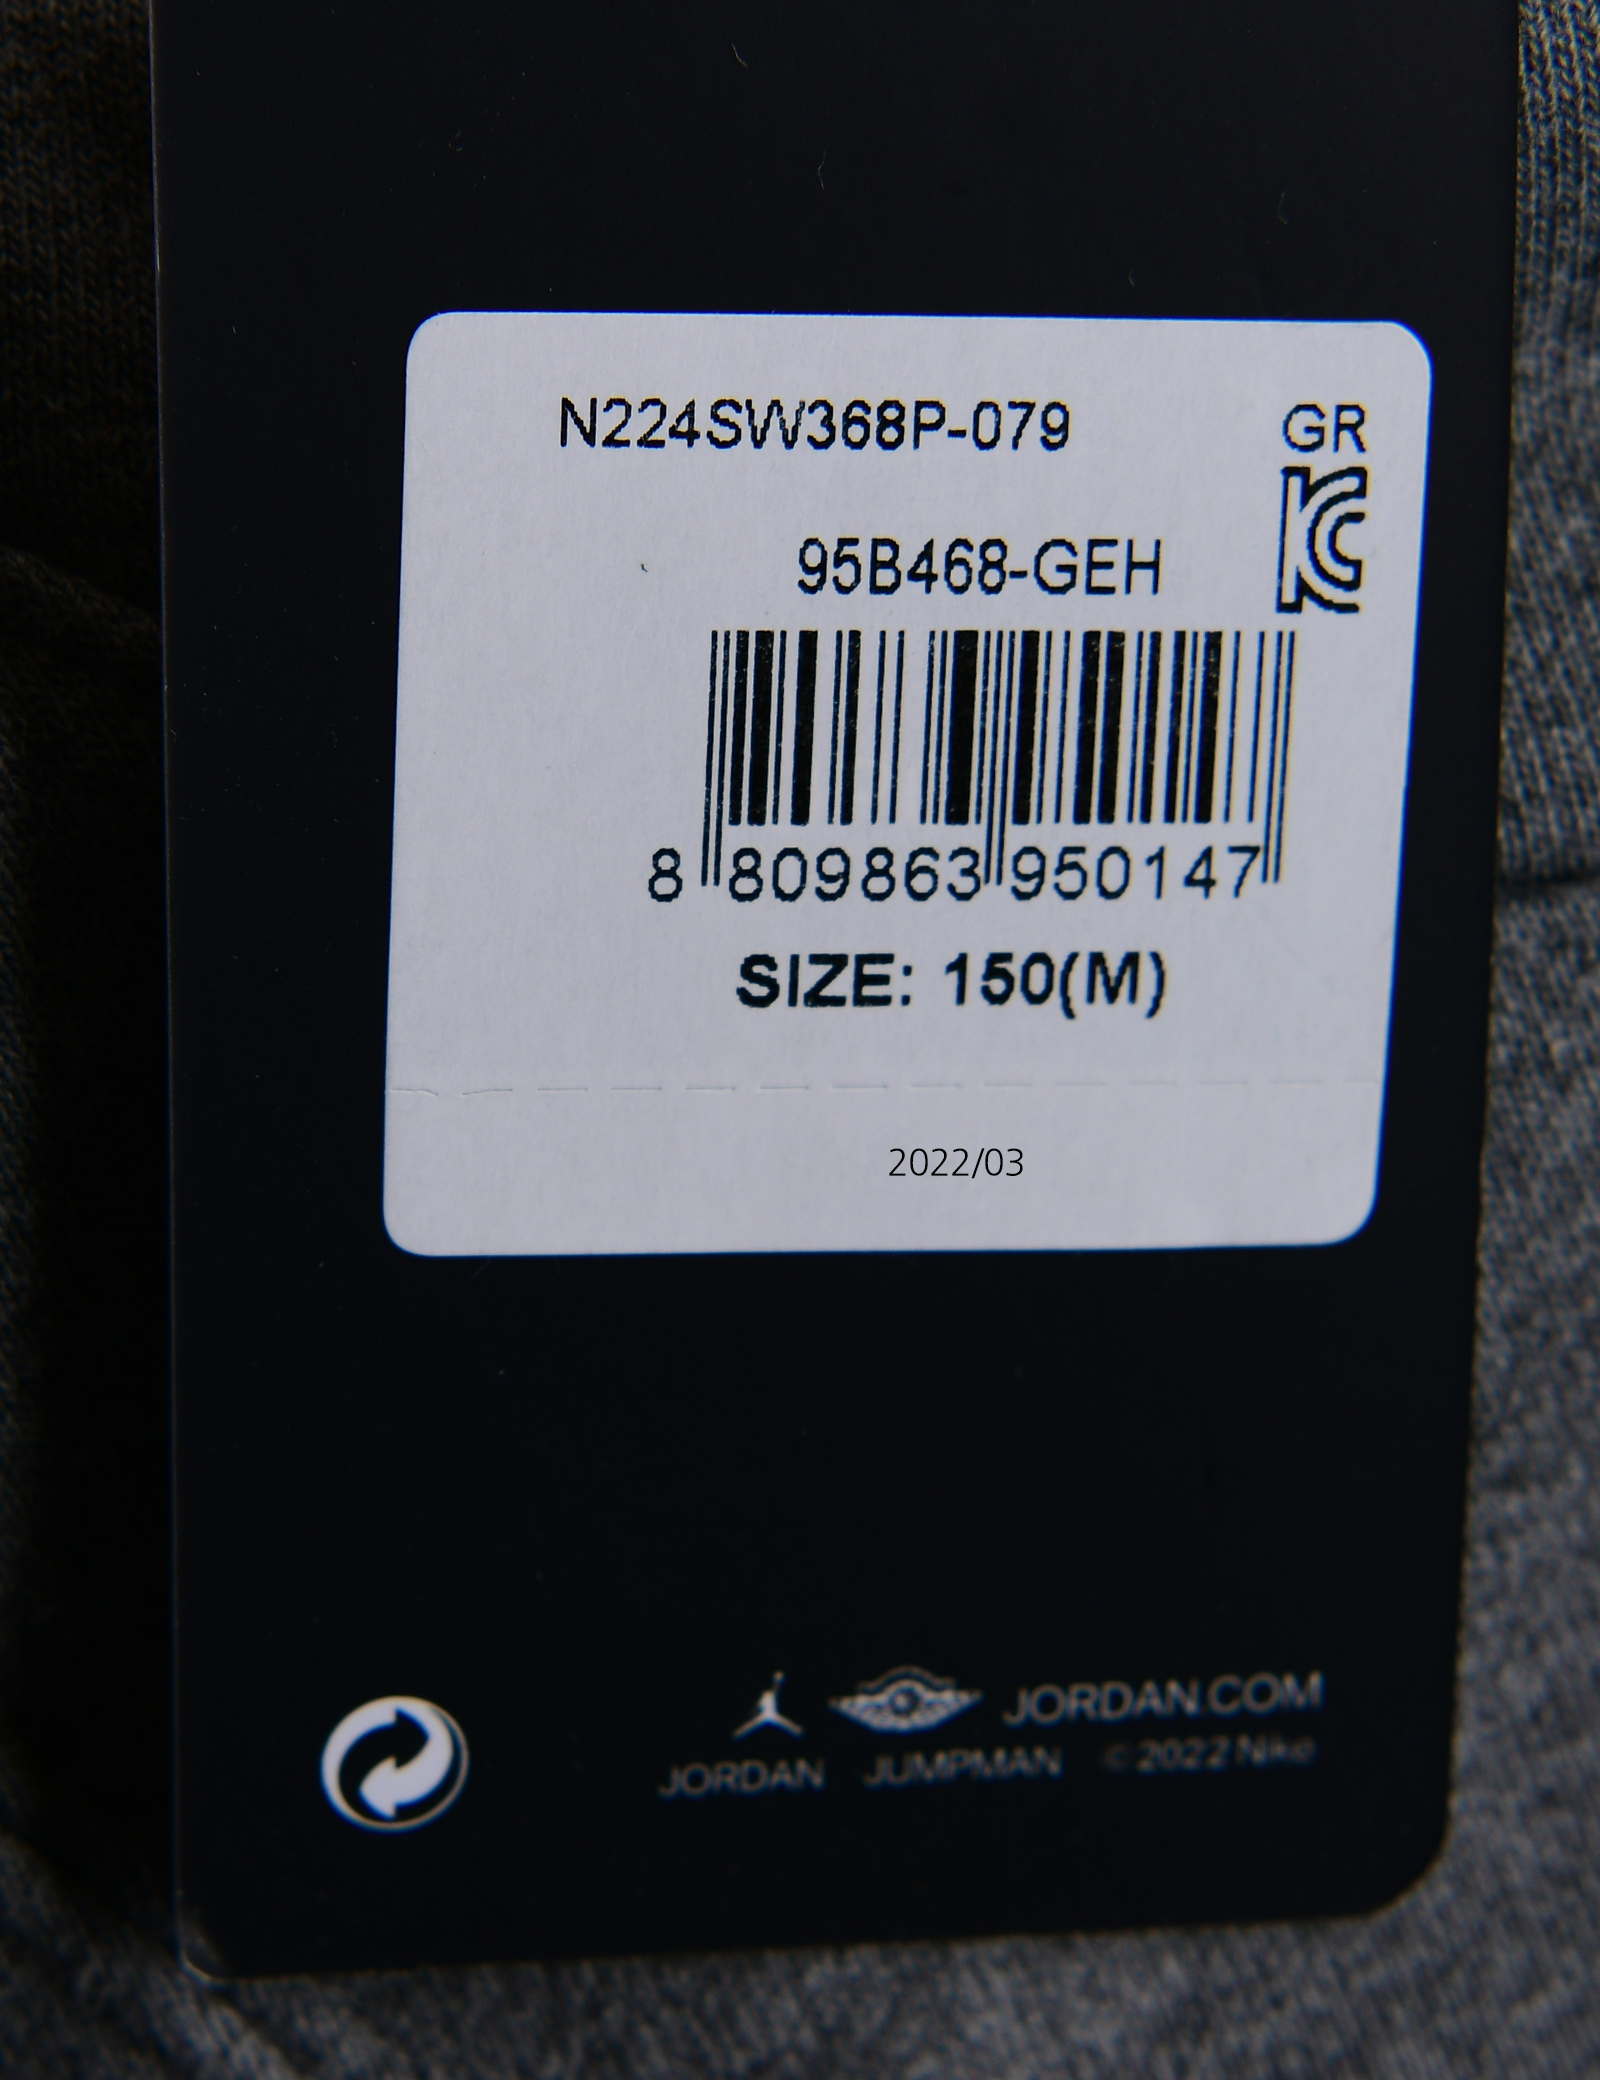 N224SW368P-079 GR
95B468-GEH
8 809863 950147
SIZE: 150(M)
2022/03
JORDAN.COM
JORDAN JUMPMAN © 2022 Nike